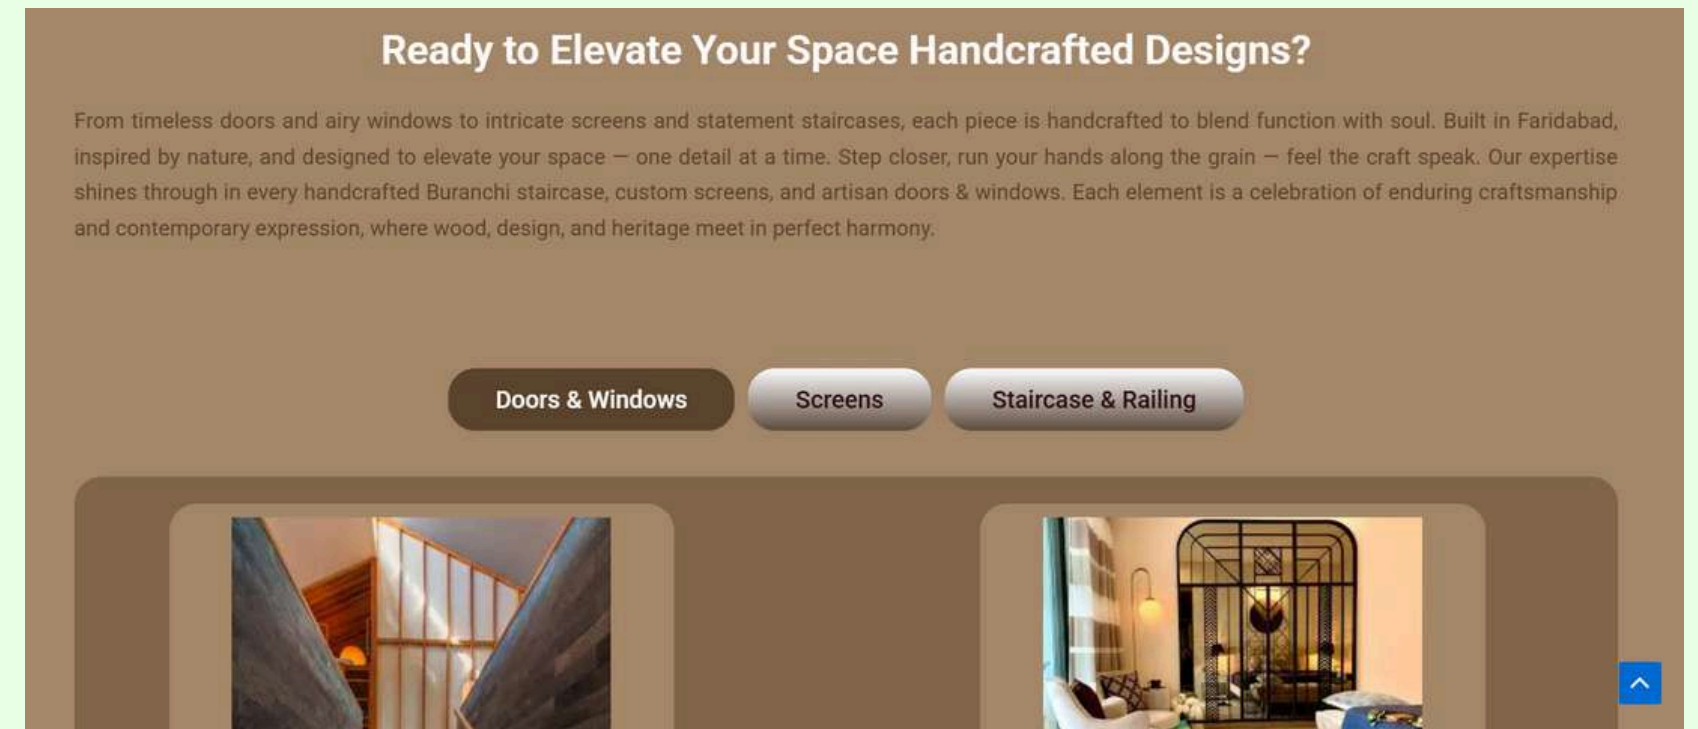 Ready to Elevate Your Space Handcrafted Designs?
From timeless doors and airy windows to intricate screens and statement staircases, each piece is handcrafted to blend function with soul. Built in Faridabad,
inspired by nature, and designed to elevate your space — one detail at a time. Step closer, run your hands along the grain — feel the craft speak. Our expertise
shines through in every handcrafted Buranchi staircase, custom screens, and artisan doors & windows. Each element is a celebration of enduring craftsmanship
and contemporary expression, where wood, design, and heritage meet in perfect harmony.
Doors & Windows
Screens
Staircase & Railing